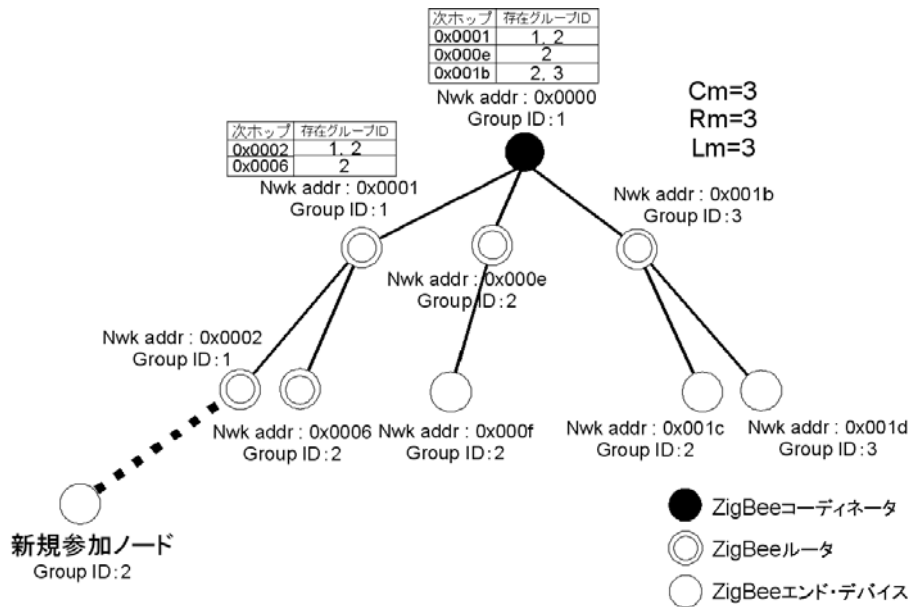 次ホップ 存在グループID
0x0001 1, 2
0x000e 2
0x001b 2, 3
Nwk addr : 0x0000
Group ID : 1
Cm=3
Rm=3
Lm=3
次ホップ 存在グループID
0x0002 1, 2
0x0006 2
Nwk addr : 0x0001
Group ID : 1
Nwk addr : 0x001b
Group ID : 3
Nwk addr : 0x000e
Group ID : 2
Nwk addr : 0x0002
Group ID : 1
Nwk addr : 0x0006
Group ID : 2
Nwk addr : 0x000f
Group ID : 2
Nwk addr : 0x001c
Group ID : 2
Nwk addr : 0x001d
Group ID : 3
新規参加ノード
Group ID : 2
ZigBeeコーディネータ
ZigBeeルータ
ZigBeeエンド・デバイス